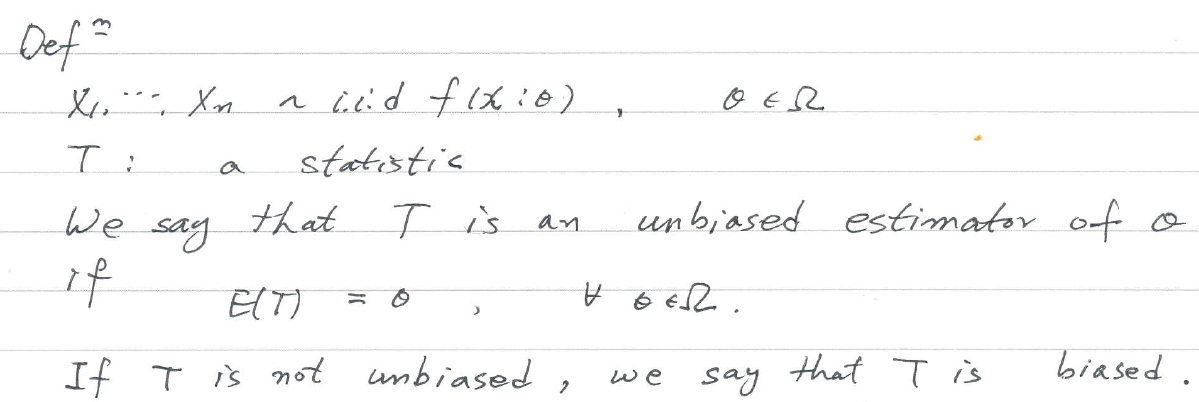 Defⁿ
X₁, ⋯, Xₙ ~ i.i.d f(x:θ), θ ∈ Ω
T : a statistic
We say that T is an unbiased estimator of θ
if
E(T) = θ, ∀ θ ∈ Ω.
If T is not unbiased, we say that T is biased.